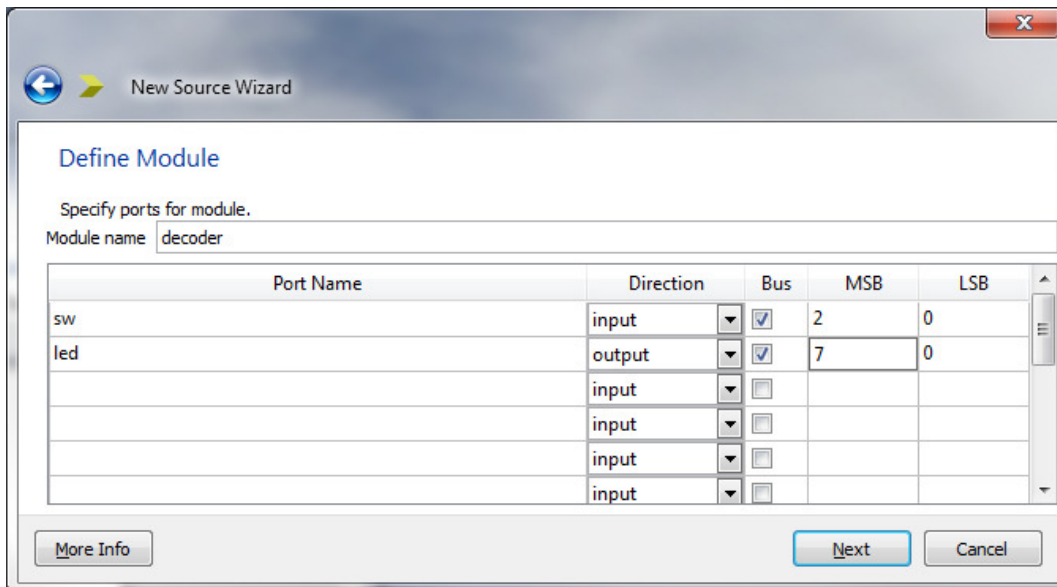 New Source Wizard
Define Module
Specify ports for module.
Module name decoder
Port Name Direction Bus MSB LSB
sw input 2 0
led output 7 0
input
input
input
input
More Info Next Cancel